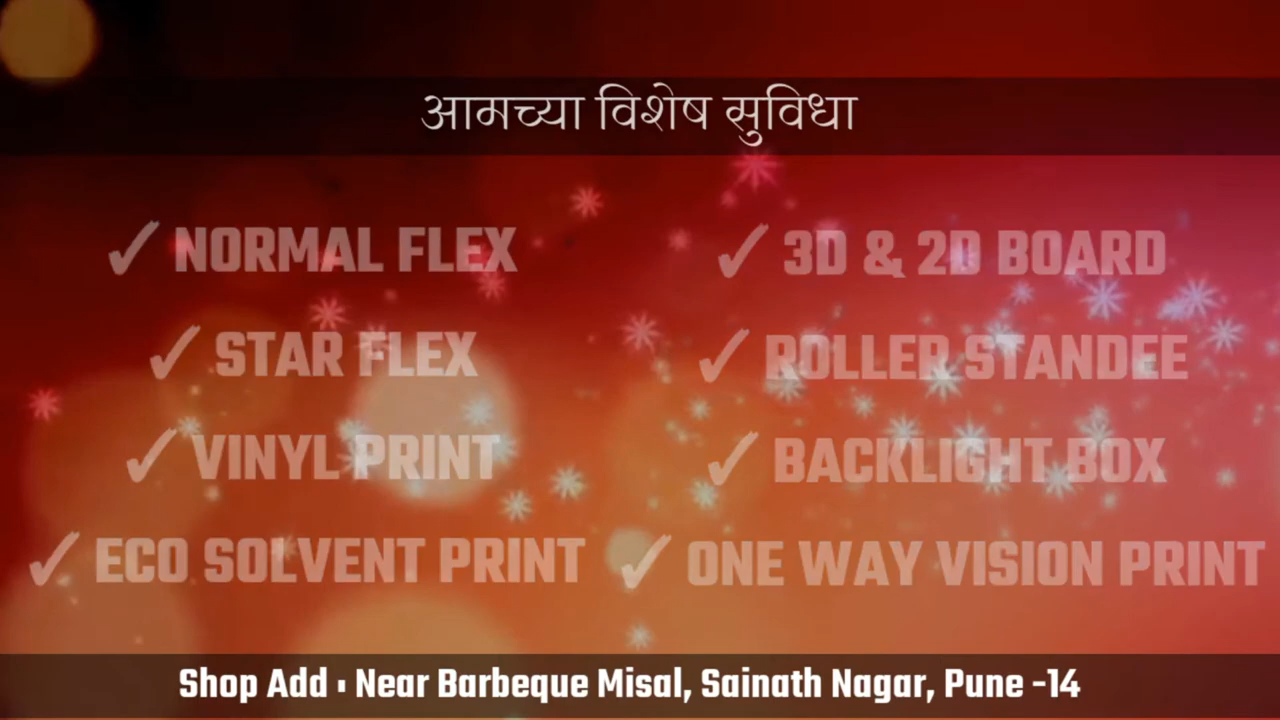 आमच्या विशेष सुविधा
✓ NORMAL FLEX
✓ STAR FLEX
✓ VINYL PRINT
✓ ECO SOLVENT PRINT
✓ 3D & 2D BOARD
✓ ROLLER STANDEE
✓ BACKLIGHT BOX
✓ ONE WAY VISION PRINT
Shop Add : Near Barbeque Misal, Sainath Nagar, Pune -14